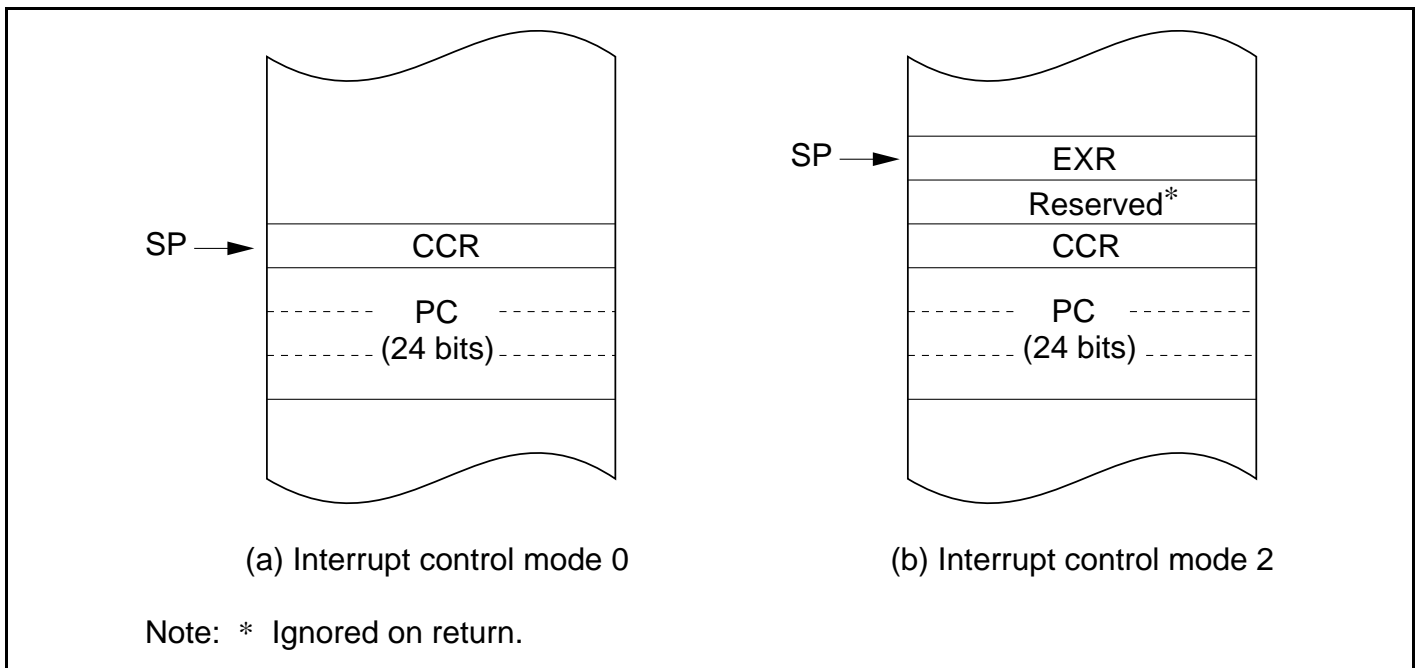 SP
CCR
PC
(24 bits)
(a) Interrupt control mode 0
SP
EXR
Reserved*
CCR
PC
(24 bits)
(b) Interrupt control mode 2
Note: * Ignored on return.